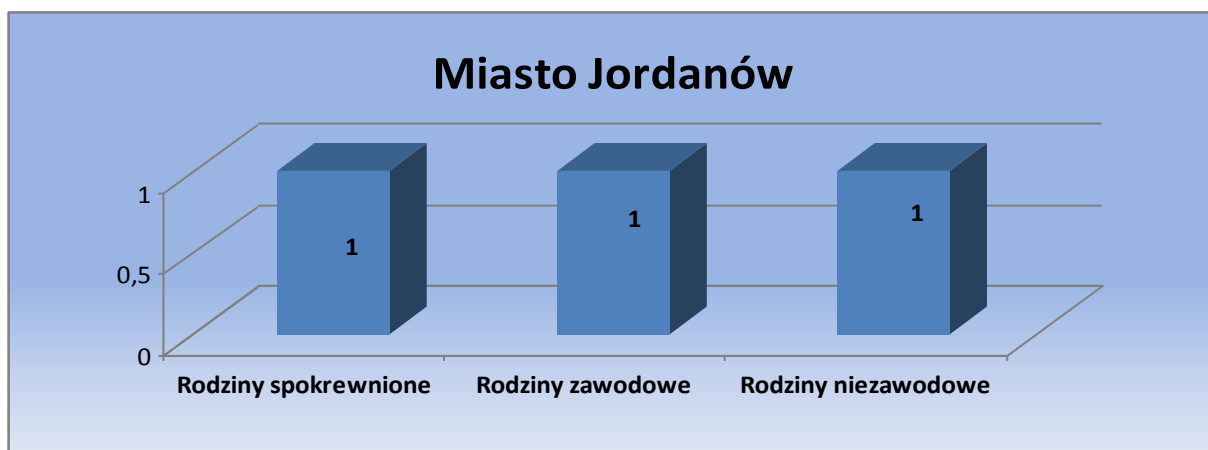 Miasto Jordanów
1
0,5
0
1
1
1
Rodziny spokrewnione
Rodziny zawodowe
Rodziny niezawodowe